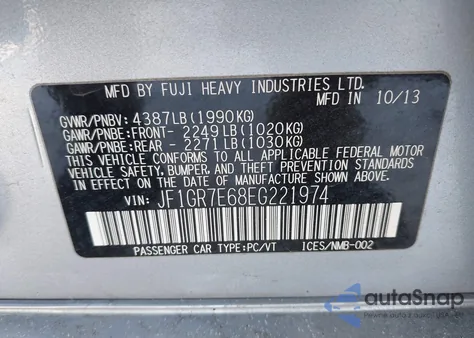 MFD BY FUJI HEAVY INDUSTRIES LTD.
MFD IN 10/13
GVWR/PNBV: 4387LB(1990KG)
GAWR/PNBE:FRONT- 2249LB(1020KG)
GAWR/PNBE:REAR - 2271LB(1030KG)
THIS VEHICLE CONFORMS TO ALL APPLICABLE FEDERAL MOTOR
VEHICLE SAFETY, BUMPER, AND THEFT PREVENTION STANDARDS
IN EFFECT ON THE DATE OF MANUFACTURE SHOWN ABOVE.
VIN: JF1GR7E68EG221974
PASSENGER CAR TYPE:PC/VT ICES/NMB-002
autoSnap